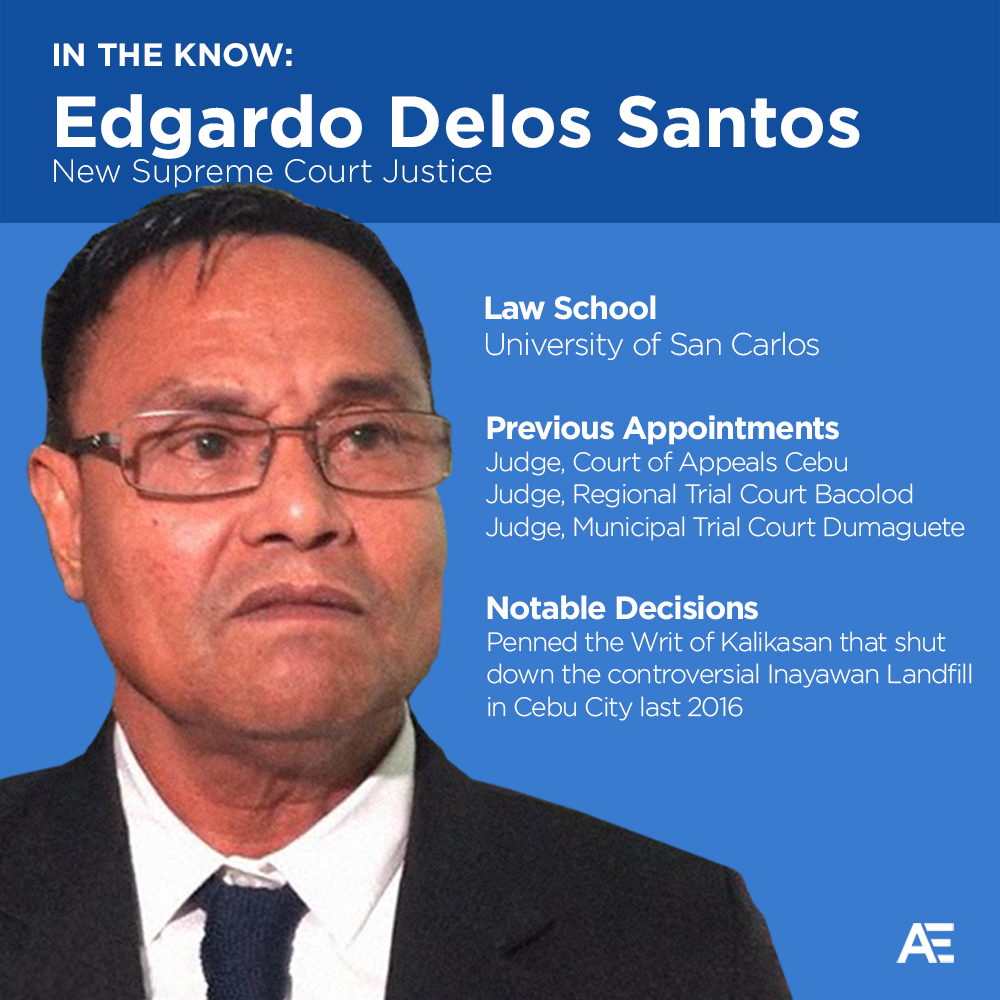 IN THE KNOW:
Edgardo Delos Santos
New Supreme Court Justice
Law School
University of San Carlos
Previous Appointments
Judge, Court of Appeals Cebu
Judge, Regional Trial Court Bacolod
Judge, Municipal Trial Court Dumaguete
Notable Decisions
Penned the Writ of Kalikasan that shut
down the controversial Inayawan Landfill
in Cebu City last 2016
AE